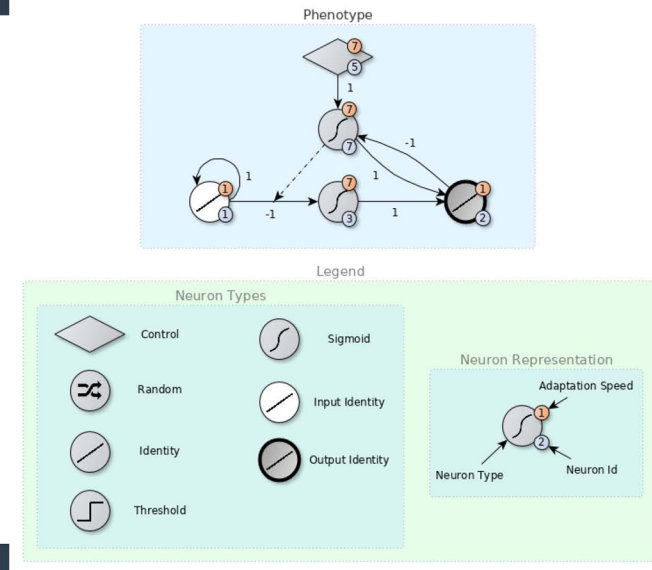 Phenotype
7
5
1
7
7
-1
1
1
1
1
-1
7
3
1
1
2
Legend
Neuron Types
Control
Sigmoid
Random
Input Identity
Identity
Output Identity
Threshold
Neuron Representation
Adaptation Speed
1
2
Neuron Type
Neuron Id